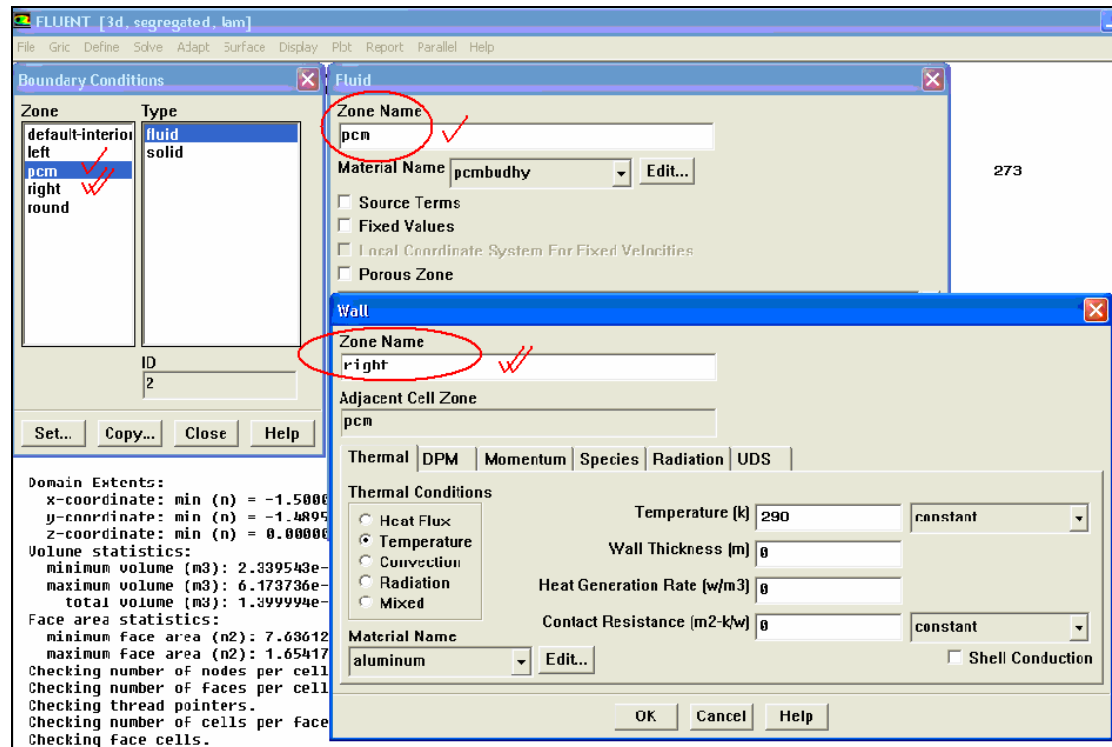 FLUENT [3d, segregated, lam]
File Gric Define Solve Adapt Surface Display Plot Report Parallel Help
Boundary Conditions
Zone Type
default-interior
left
pcm
right
round
fluid
solid
ID
2
Set... Copy... Close Help
Fluid
Zone Name
pcm
Material Name pcmbudhy Edit...
Source Terms
Fixed Values
Local Coordinate System For Fixed Velocities
Porous Zone
273
Wall
Zone Name
right
Adjacent Cell Zone
pcm
Thermal DPM Momentum Species Radiation UDS
Thermal Conditions
Heat Flux
Temperature
Convection
Radiation
Mixed
Material Name
aluminum Edit...
Temperature (k) 290 constant
Wall Thickness (m) 0
Heat Generation Rate (w/m3) 0
Contact Resistance (m2-k/w) 0 constant
Shell Conduction
OK Cancel Help
Domain Extents:
x-coordinate: min (m) = -1.5000
y-coordinate: min (m) = -1.4895
z-coordinate: min (m) = 0.00000
Volume statistics:
minimum volume (m3): 2.339543e-
maximum volume (m3): 6.173736e-
total volume (m3): 1.399994e-
Face area statistics:
minimum face area (m2): 7.63612
maximum face area (m2): 1.65417
Checking number of nodes per cell
Checking number of faces per cell
Checking thread pointers.
Checking number of cells per face
Checking face cells.